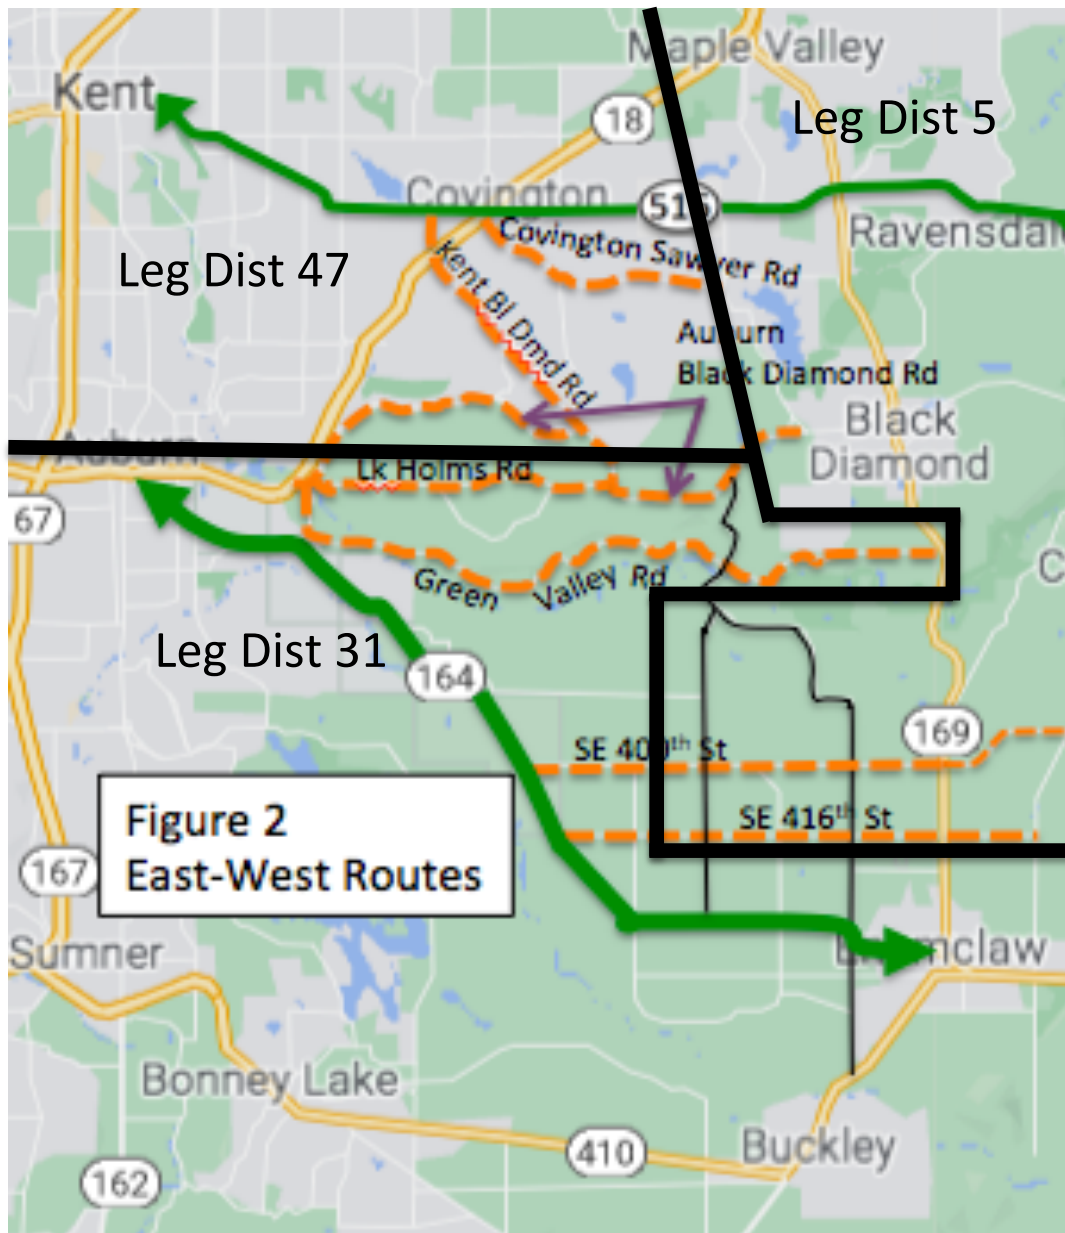 Maple Valley
Kent
18
Leg Dist 5
Covington
516
Covington Sawyer Rd
Ravensdal
Leg Dist 47
Kent Bl Dmd Rd
Auburn
Black Diamond Rd
Black
Diamond
Auburn
Lk Holms Rd
67
C
Green Valley Rd
Leg Dist 31
164
169
SE 400th St
Figure 2
East-West Routes
SE 416th St
167
Sumner
Enumclaw
Bonney Lake
410
Buckley
162